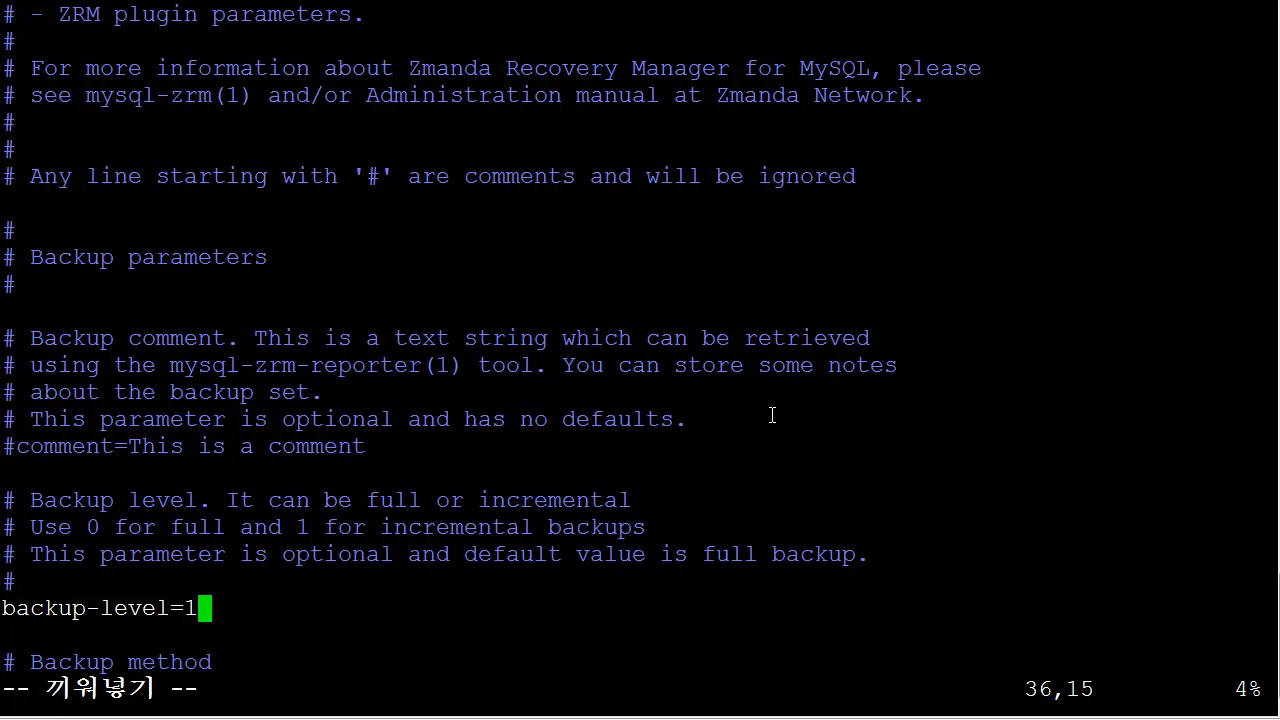 # - ZRM plugin parameters.
#
# For more information about Zmanda Recovery Manager for MySQL, please
# see mysql-zrm(1) and/or Administration manual at Zmanda Network.
#
#
# Any line starting with '#' are comments and will be ignored
#
# Backup parameters
#
# Backup comment. This is a text string which can be retrieved
# using the mysql-zrm-reporter(1) tool. You can store some notes
# about the backup set.
# This parameter is optional and has no defaults.
#comment=This is a comment
# Backup level. It can be full or incremental
# Use 0 for full and 1 for incremental backups
# This parameter is optional and default value is full backup.
#
backup-level=1
# Backup method
-- 끼워넣기 -- 36,15 4%